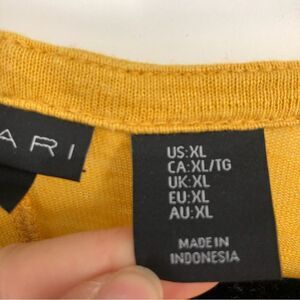 ARI
US:XL
CA:XL/TG
UK:XL
EU:XL
AU:XL
MADE IN
INDONESIA